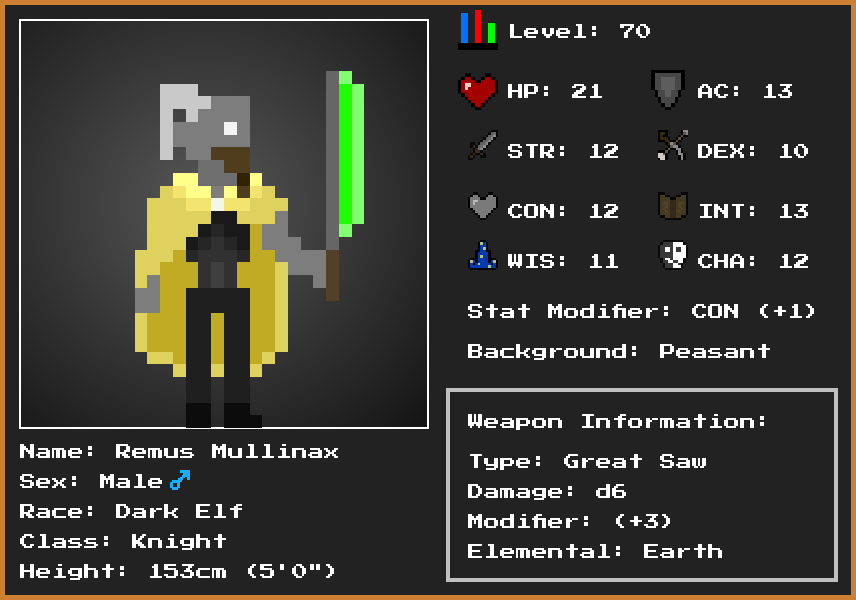 Level: 70
HP: 21
AC: 13
STR: 12
DEX: 10
CON: 12
INT: 13
WIS: 11
CHA: 12
Stat Modifier: CON (+1)
Background: Peasant
Weapon Information:
Type: Great Saw
Damage: d6
Modifier: (+3)
Elemental: Earth
Name: Remus Mullinax
Sex: Male ♂
Race: Dark Elf
Class: Knight
Height: 153cm (5'0")